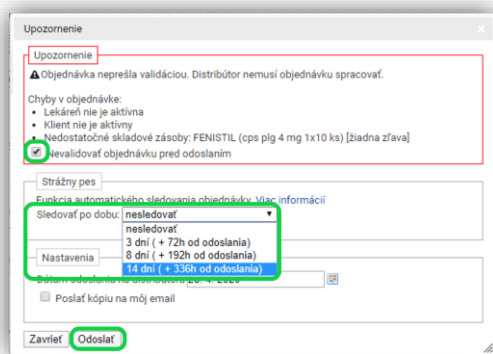 Upozornenie
Upozornenie
Objednávka neprešla validáciou. Distribútor nemusí objednávku spracovať.
Chyby v objednávke:
• Lekáreň nie je aktívna
• Klient nie je aktívny
• Nedostatočné skladové zásoby: FENISTIL (cps plg 4 mg 1x10 ks) [žiadna zľava]
Nevalidovať objednávku pred odoslaním
Strážny pes
Funkcia automatického sledovania objednávky. Viac informácií
Sledovať po dobu: nesledovať
nesledovať
3 dní ( + 72h od odoslania)
8 dní ( + 192h od odoslania)
14 dní ( + 336h od odoslania)
Nastavenia
Poslať kópiu na môj email
Zavrieť Odoslať